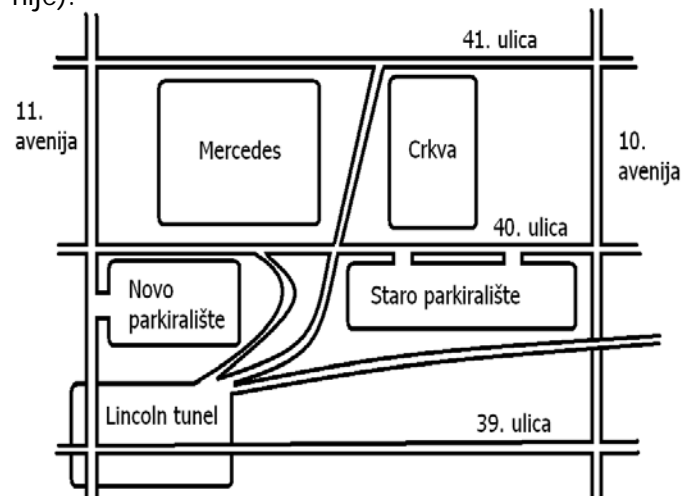 nije).
41. ulica
11.
avenija
Mercedes
Crkva
10.
avenija
40. ulica
Novo
parkiralište
Staro parkiralište
Lincoln tunel
39. ulica